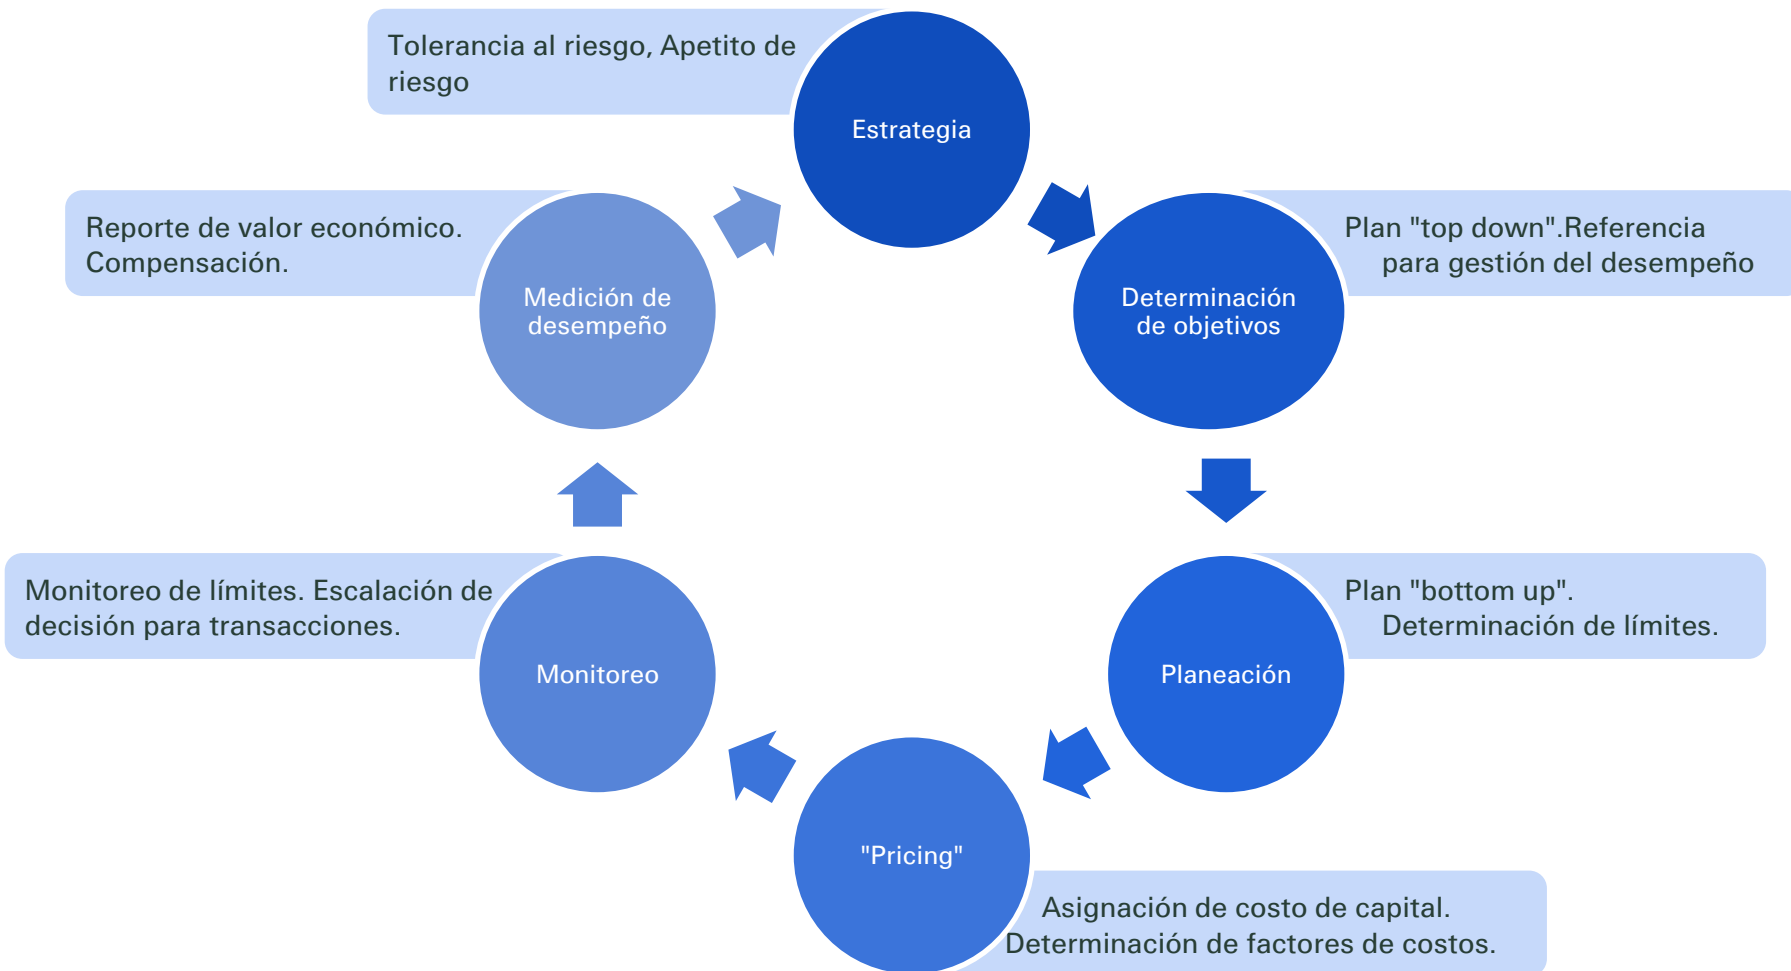 Tolerancia al riesgo, Apetito de
riesgo
Estrategia
Plan "top down".Referencia
para gestión del desempeño
Determinación
de objetivos
Plan "bottom up".
Determinación de límites.
Planeación
"Pricing"
Asignación de costo de capital.
Determinación de factores de costos.
Monitoreo de límites. Escalación de
decisión para transacciones.
Monitoreo
Reporte de valor económico.
Compensación.
Medición de
desempeño